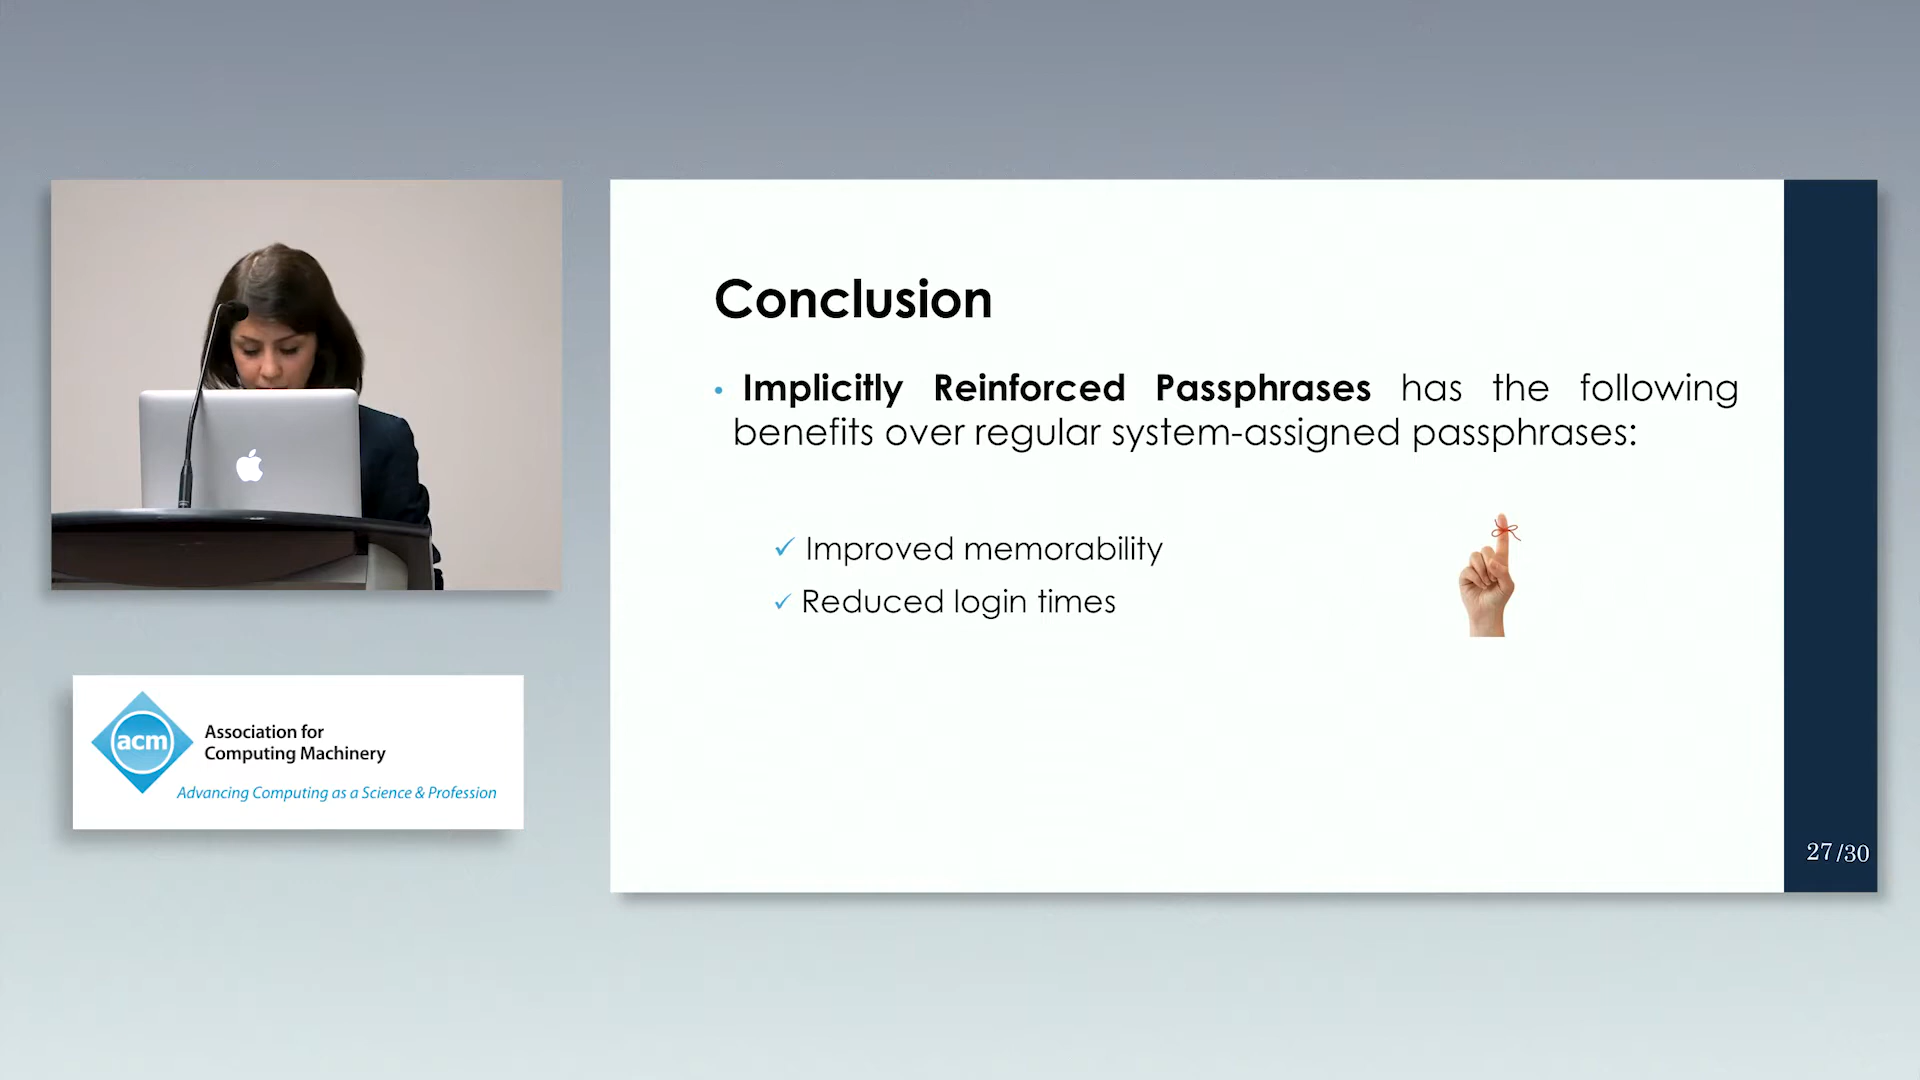 Conclusion
• Implicitly Reinforced Passphrases has the following
benefits over regular system-assigned passphrases:
✓ Improved memorability
✓ Reduced login times
27/30
acm
Association for
Computing Machinery
Advancing Computing as a Science & Profession